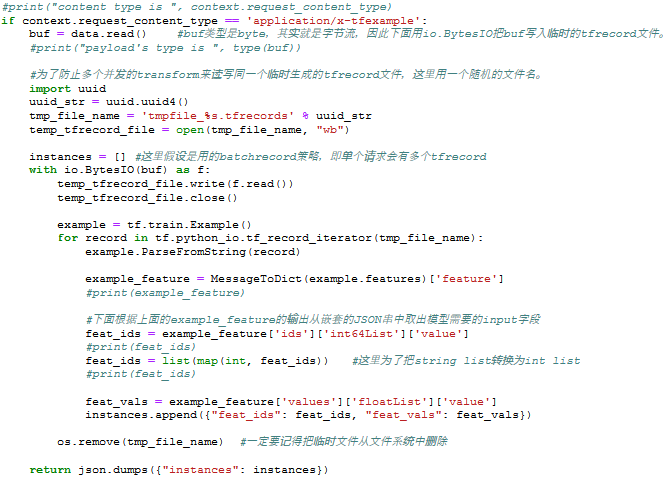 #print("content type is ", context.request_content_type)
if context.request_content_type == 'application/x-tfexample':
    buf = data.read()    #buf类型是byte，其实就是字节流，因此下面用io.BytesIO把buf写入临时的tfrecord文件。
    #print("payload's type is ", type(buf))

    #为了防止多个并发的transform来读写同一个临时生成的tfrecord文件，这里用一个随机的文件名。
    import uuid
    uuid_str = uuid.uuid4()
    tmp_file_name = 'tmpfile_%s.tfrecords' % uuid_str
    temp_tfrecord_file = open(tmp_file_name, "wb")

    instances = [] #这里假设是用的batchrecord策略，即单个请求会有多个tfrecord
    with io.BytesIO(buf) as f:
        temp_tfrecord_file.write(f.read())
        temp_tfrecord_file.close()

        example = tf.train.Example()
        for record in tf.python_io.tf_record_iterator(tmp_file_name):
            example.ParseFromString(record)

            example_feature = MessageToDict(example.features)['feature']
            #print(example_feature)

            #下面根据上面的example_feature的输出从嵌套的JSON串中取出模型需要的input字段
            feat_ids = example_feature['ids']['int64List']['value']
            #print(feat_ids)
            feat_ids = list(map(int, feat_ids))   #这里为了把string list转换为int list
            #print(feat_ids)

            feat_vals = example_feature['values']['floatList']['value']
            instances.append({"feat_ids": feat_ids, "feat_vals": feat_vals})

        os.remove(tmp_file_name)  #一定要记得把临时文件从文件系统中删除

    return json.dumps({"instances": instances})